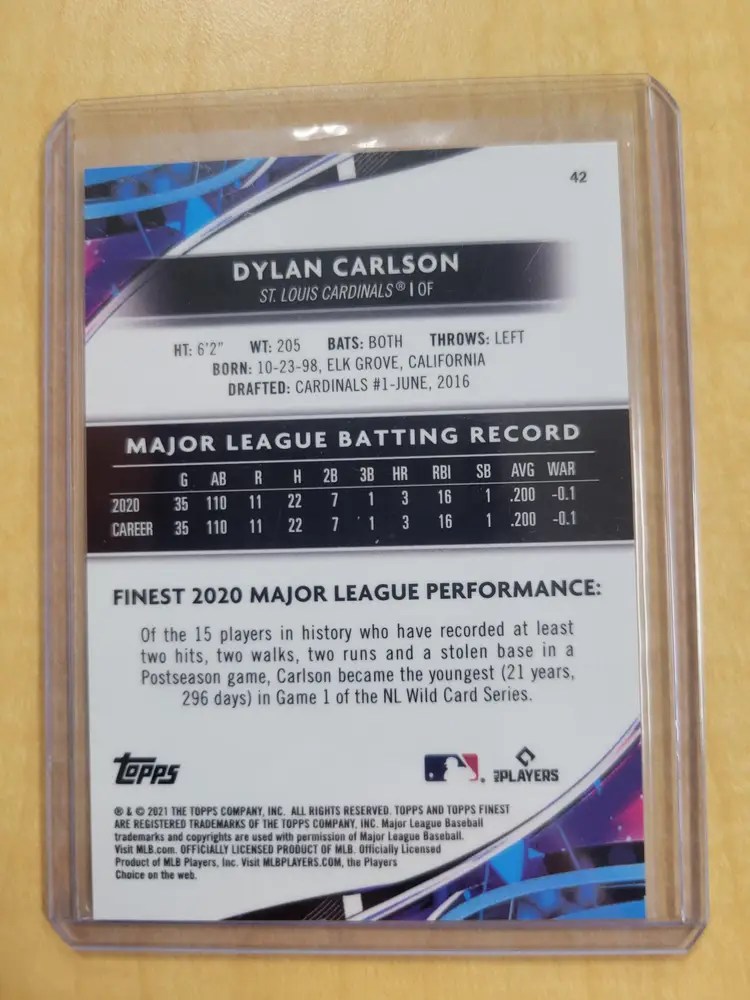 42
DYLAN CARLSON
ST. LOUIS CARDINALS® | OF
HT: 6'2" WT: 205 BATS: BOTH THROWS: LEFT
BORN: 10-23-98, ELK GROVE, CALIFORNIA
DRAFTED: CARDINALS #1-JUNE, 2016
MAJOR LEAGUE BATTING RECORD
G AB R H 2B 3B HR RBI SB AVG WAR
2020 35 110 11 22 7 1 3 16 1 .200 -0.1
CAREER 35 110 11 22 7 1 3 16 1 .200 -0.1
FINEST 2020 MAJOR LEAGUE PERFORMANCE:
Of the 15 players in history who have recorded at least
two hits, two walks, two runs and a stolen base in a
Postseason game, Carlson became the youngest (21 years,
296 days) in Game 1 of the NL Wild Card Series.
topps
MLB PLAYERS
® & © 2021 THE TOPPS COMPANY, INC. ALL RIGHTS RESERVED. TOPPS AND TOPPS FINEST
ARE REGISTERED TRADEMARKS OF THE TOPPS COMPANY, INC. Major League Baseball
trademarks and copyrights are used with permission of Major League Baseball.
Visit MLB.com. OFFICIALLY LICENSED PRODUCT OF MLB. Officially Licensed
Product of MLB Players, Inc. Visit MLBPLAYERS.COM, the Players
Choice on the web.